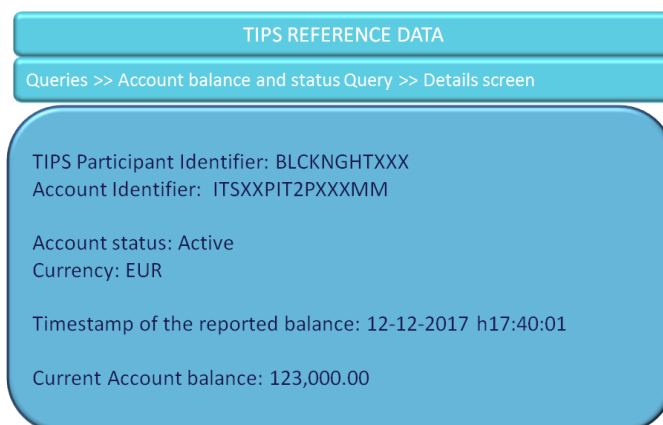 TIPS REFERENCE DATA
Queries >> Account balance and status Query >> Details screen
TIPS Participant Identifier: BLCKNGHTXXX
Account Identifier: ITSXXPIT2PXXXMM
Account status: Active
Currency: EUR
Timestamp of the reported balance: 12-12-2017 h17:40:01
Current Account balance: 123,000.00